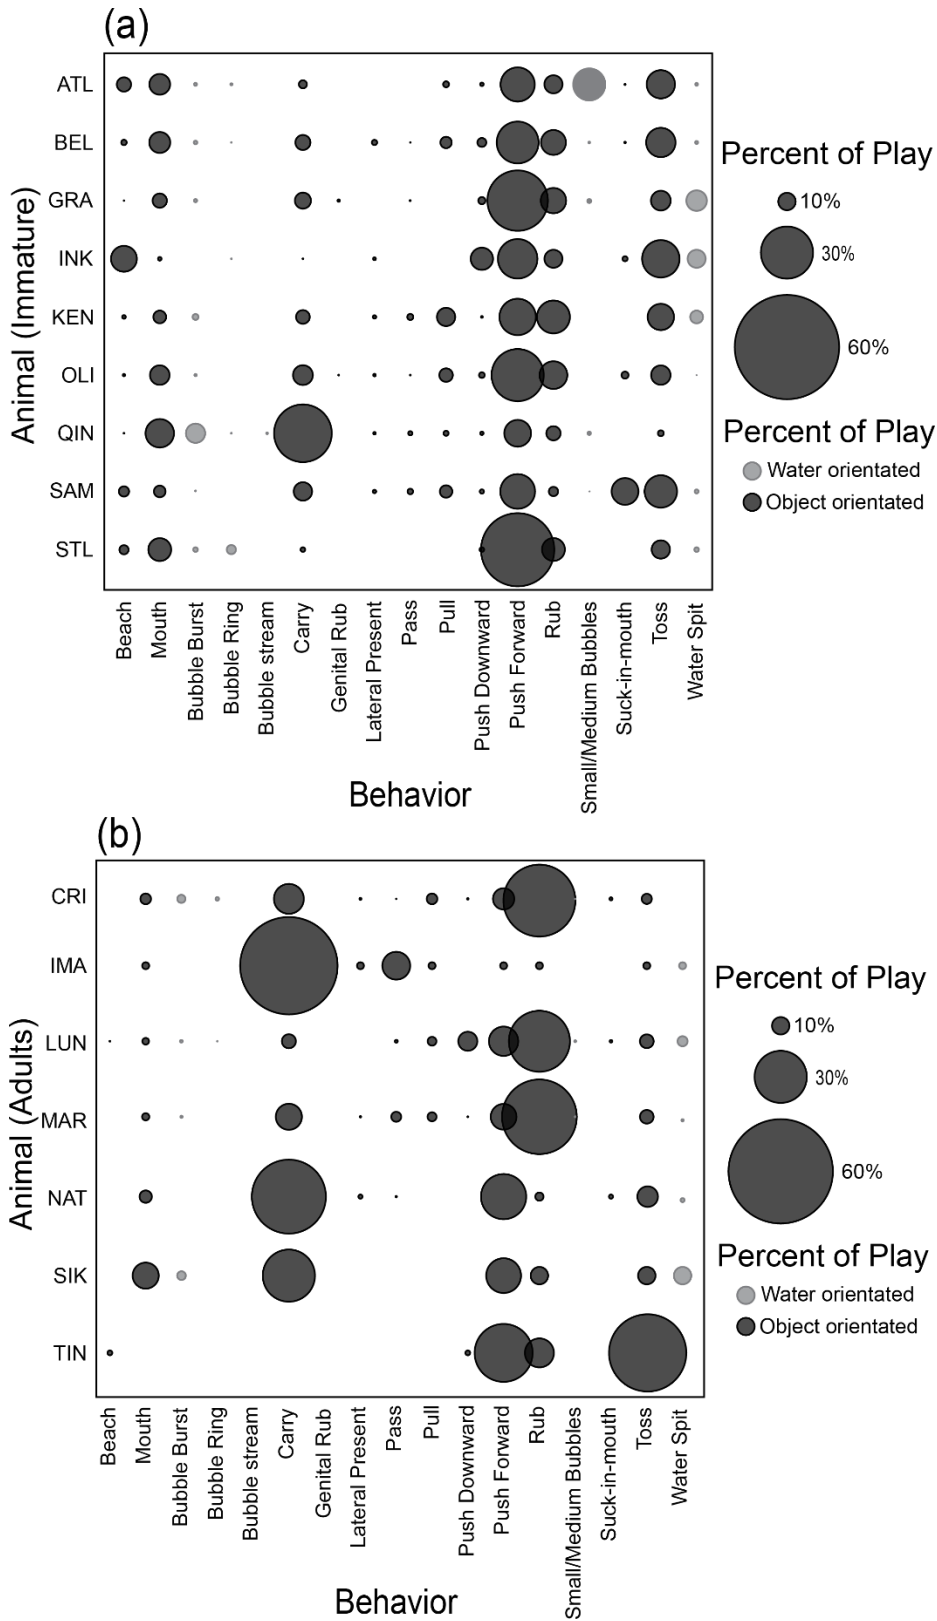 (a)
Animal (Immature)
ATL
BEL
GRA
INK
KEN
OLI
QIN
SAM
STL
Percent of Play
10%
30%
60%
Percent of Play
Water orientated
Object orientated
Beach
Mouth
Bubble Burst
Bubble Ring
Bubble stream
Carry
Genital Rub
Lateral Present
Pass
Pull
Push Downward
Push Forward
Rub
Small/Medium Bubbles
Suck-in-mouth
Toss
Water Spit
Behavior
(b)
Animal (Adults)
CRI
IMA
LUN
MAR
NAT
SIK
TIN
Percent of Play
10%
30%
60%
Percent of Play
Water orientated
Object orientated
Beach
Mouth
Bubble Burst
Bubble Ring
Bubble stream
Carry
Genital Rub
Lateral Present
Pass
Pull
Push Downward
Push Forward
Rub
Small/Medium Bubbles
Suck-in-mouth
Toss
Water Spit
Behavior